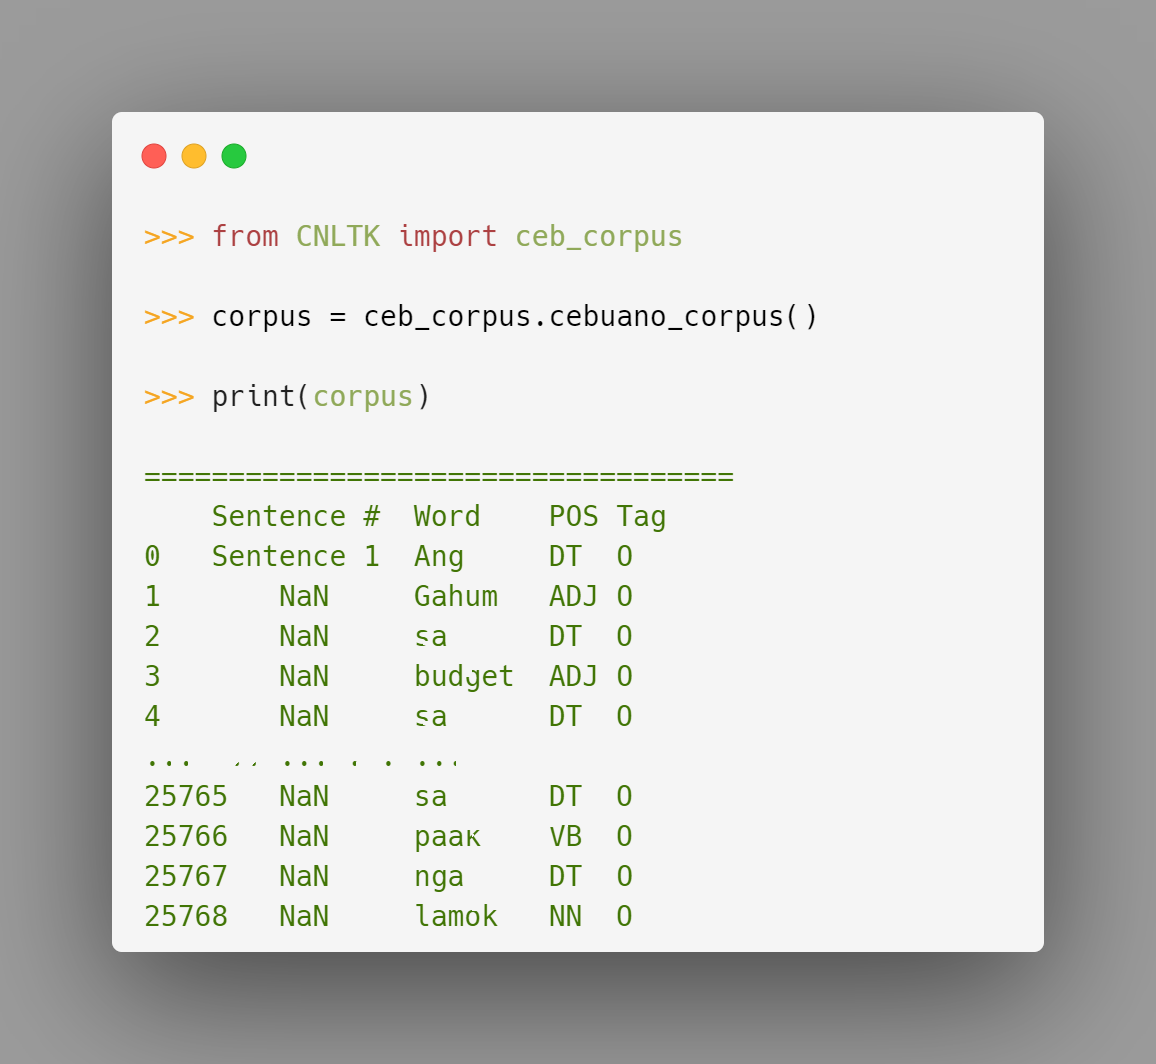 >>> from CNLTK import ceb_corpus
>>> corpus = ceb_corpus.cebuano_corpus()
>>> print(corpus)
===================================
Sentence # Word POS Tag
0 Sentence 1 Ang DT O
1 NaN Gahum ADJ O
2 NaN sa DT O
3 NaN budget ADJ O
4 NaN sa DT O
25765 NaN sa DT O
25766 NaN paak VB O
25767 NaN nga DT O
25768 NaN lamok NN O